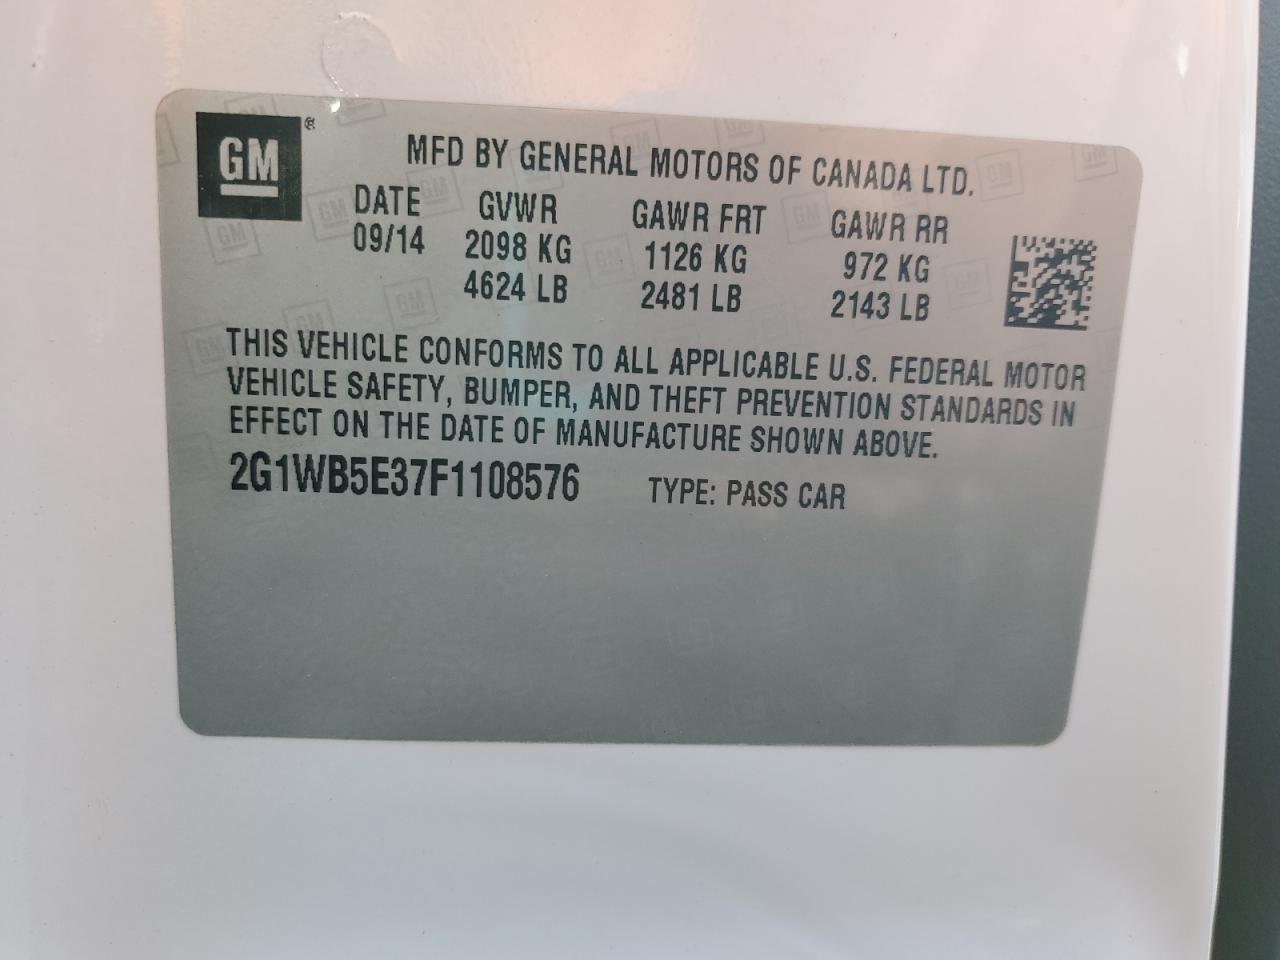 GM®
MFD BY GENERAL MOTORS OF CANADA LTD.
DATE GVWR GAWR FRT GAWR RR
09/14 2098 KG 1126 KG 972 KG
4624 LB 2481 LB 2143 LB
THIS VEHICLE CONFORMS TO ALL APPLICABLE U.S. FEDERAL MOTOR
VEHICLE SAFETY, BUMPER, AND THEFT PREVENTION STANDARDS IN
EFFECT ON THE DATE OF MANUFACTURE SHOWN ABOVE.
2G1WB5E37F1108576 TYPE: PASS CAR